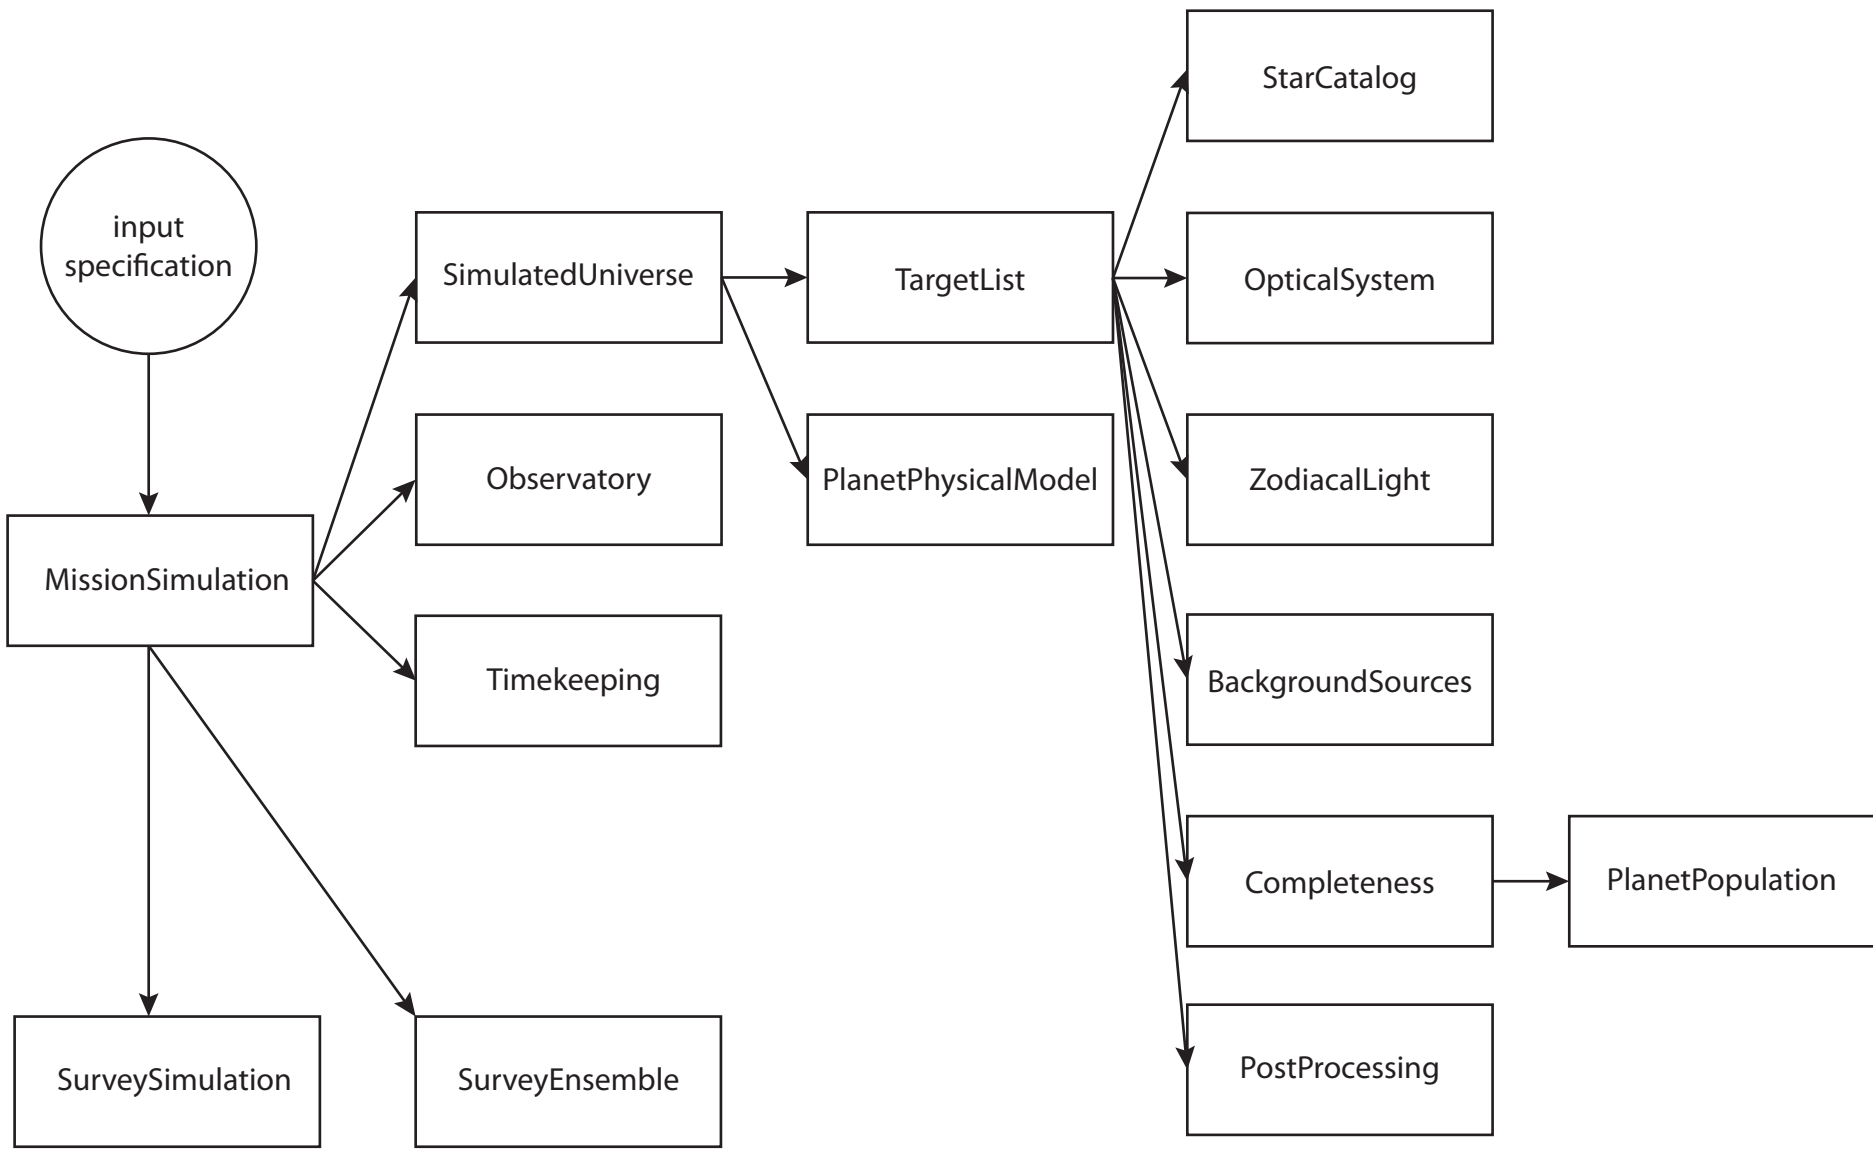 StarCatalog
input
specification
SimulatedUniverse
TargetList
OpticalSystem
Observatory
PlanetPhysicalModel
ZodiacalLight
MissionSimulation
Timekeeping
BackgroundSources
Completeness
PlanetPopulation
SurveySimulation
SurveyEnsemble
PostProcessing